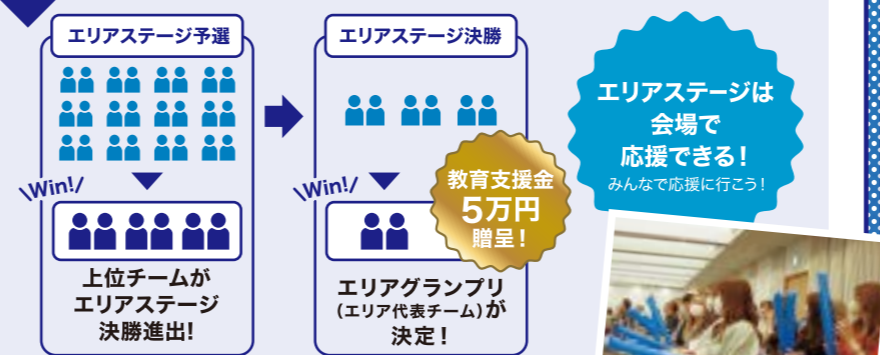 エリアステージ予選
\Win!/
上位チームが
エリアステージ
決勝進出!
エリアステージ決勝
\Win!/
教育支援金
5万円
贈呈!
エリアグランプリ
(エリア代表チーム)が
決定!
エリアステージは
会場で
応援できる!
みんなで応援に行こう!